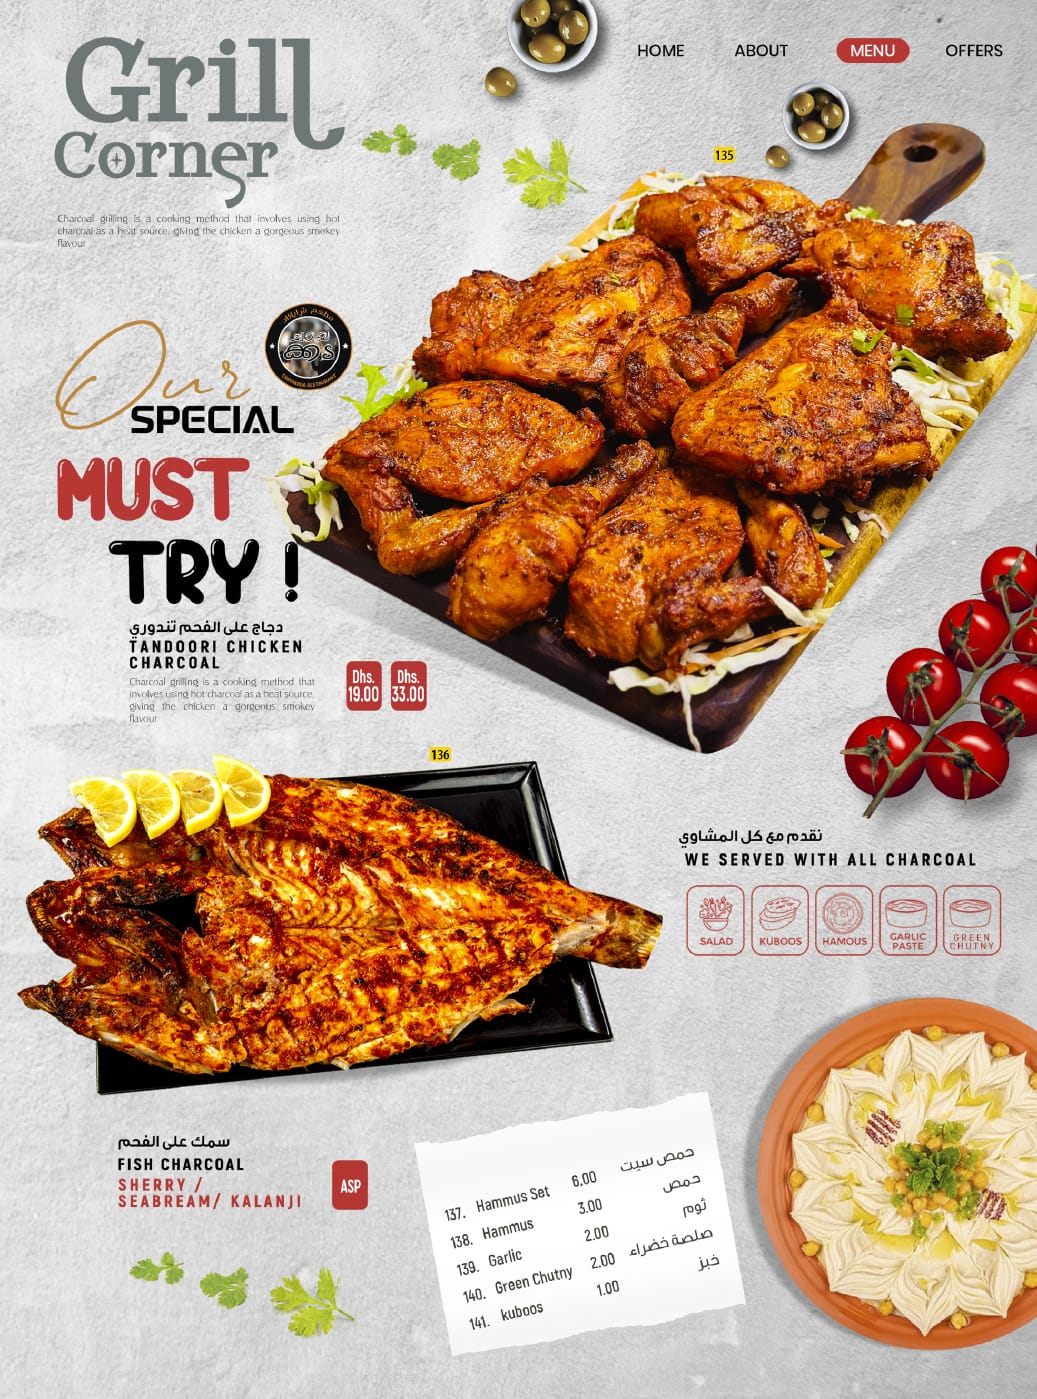 Grill
Corner
HOME
ABOUT
MENU
OFFERS
Charcoal grilling is a cooking method that involves using hot
charcoal as a heat source, giving the chicken a gorgeous smokey
flavour
135
Our
SPECIAL
MUST
TRY !
دجاج على الفحم تندوري
TANDOORI CHICKEN
CHARCOAL
Charcoal grilling is a cooking method that
involves using hot charcoal as a heat source,
giving the chicken a gorgeous smokey
flavour
Dhs.
19.00
Dhs.
33.00
136
نقدم مع كل المشاوي
WE SERVED WITH ALL CHARCOAL
SALAD
KUBOOS
HAMOUS
GARLIC
PASTE
GREEN
CHUTNY
سمك على الفحم
FISH CHARCOAL
SHERRY /
SEABREAM/ KALANJI
ASP
137. Hammus Set 6.00 حمص سيت
138. Hammus 3.00 حمص
139. Garlic 2.00 ثوم
140. Green Chutny 2.00 صلصة خضراء
141. kuboos 1.00 خبز